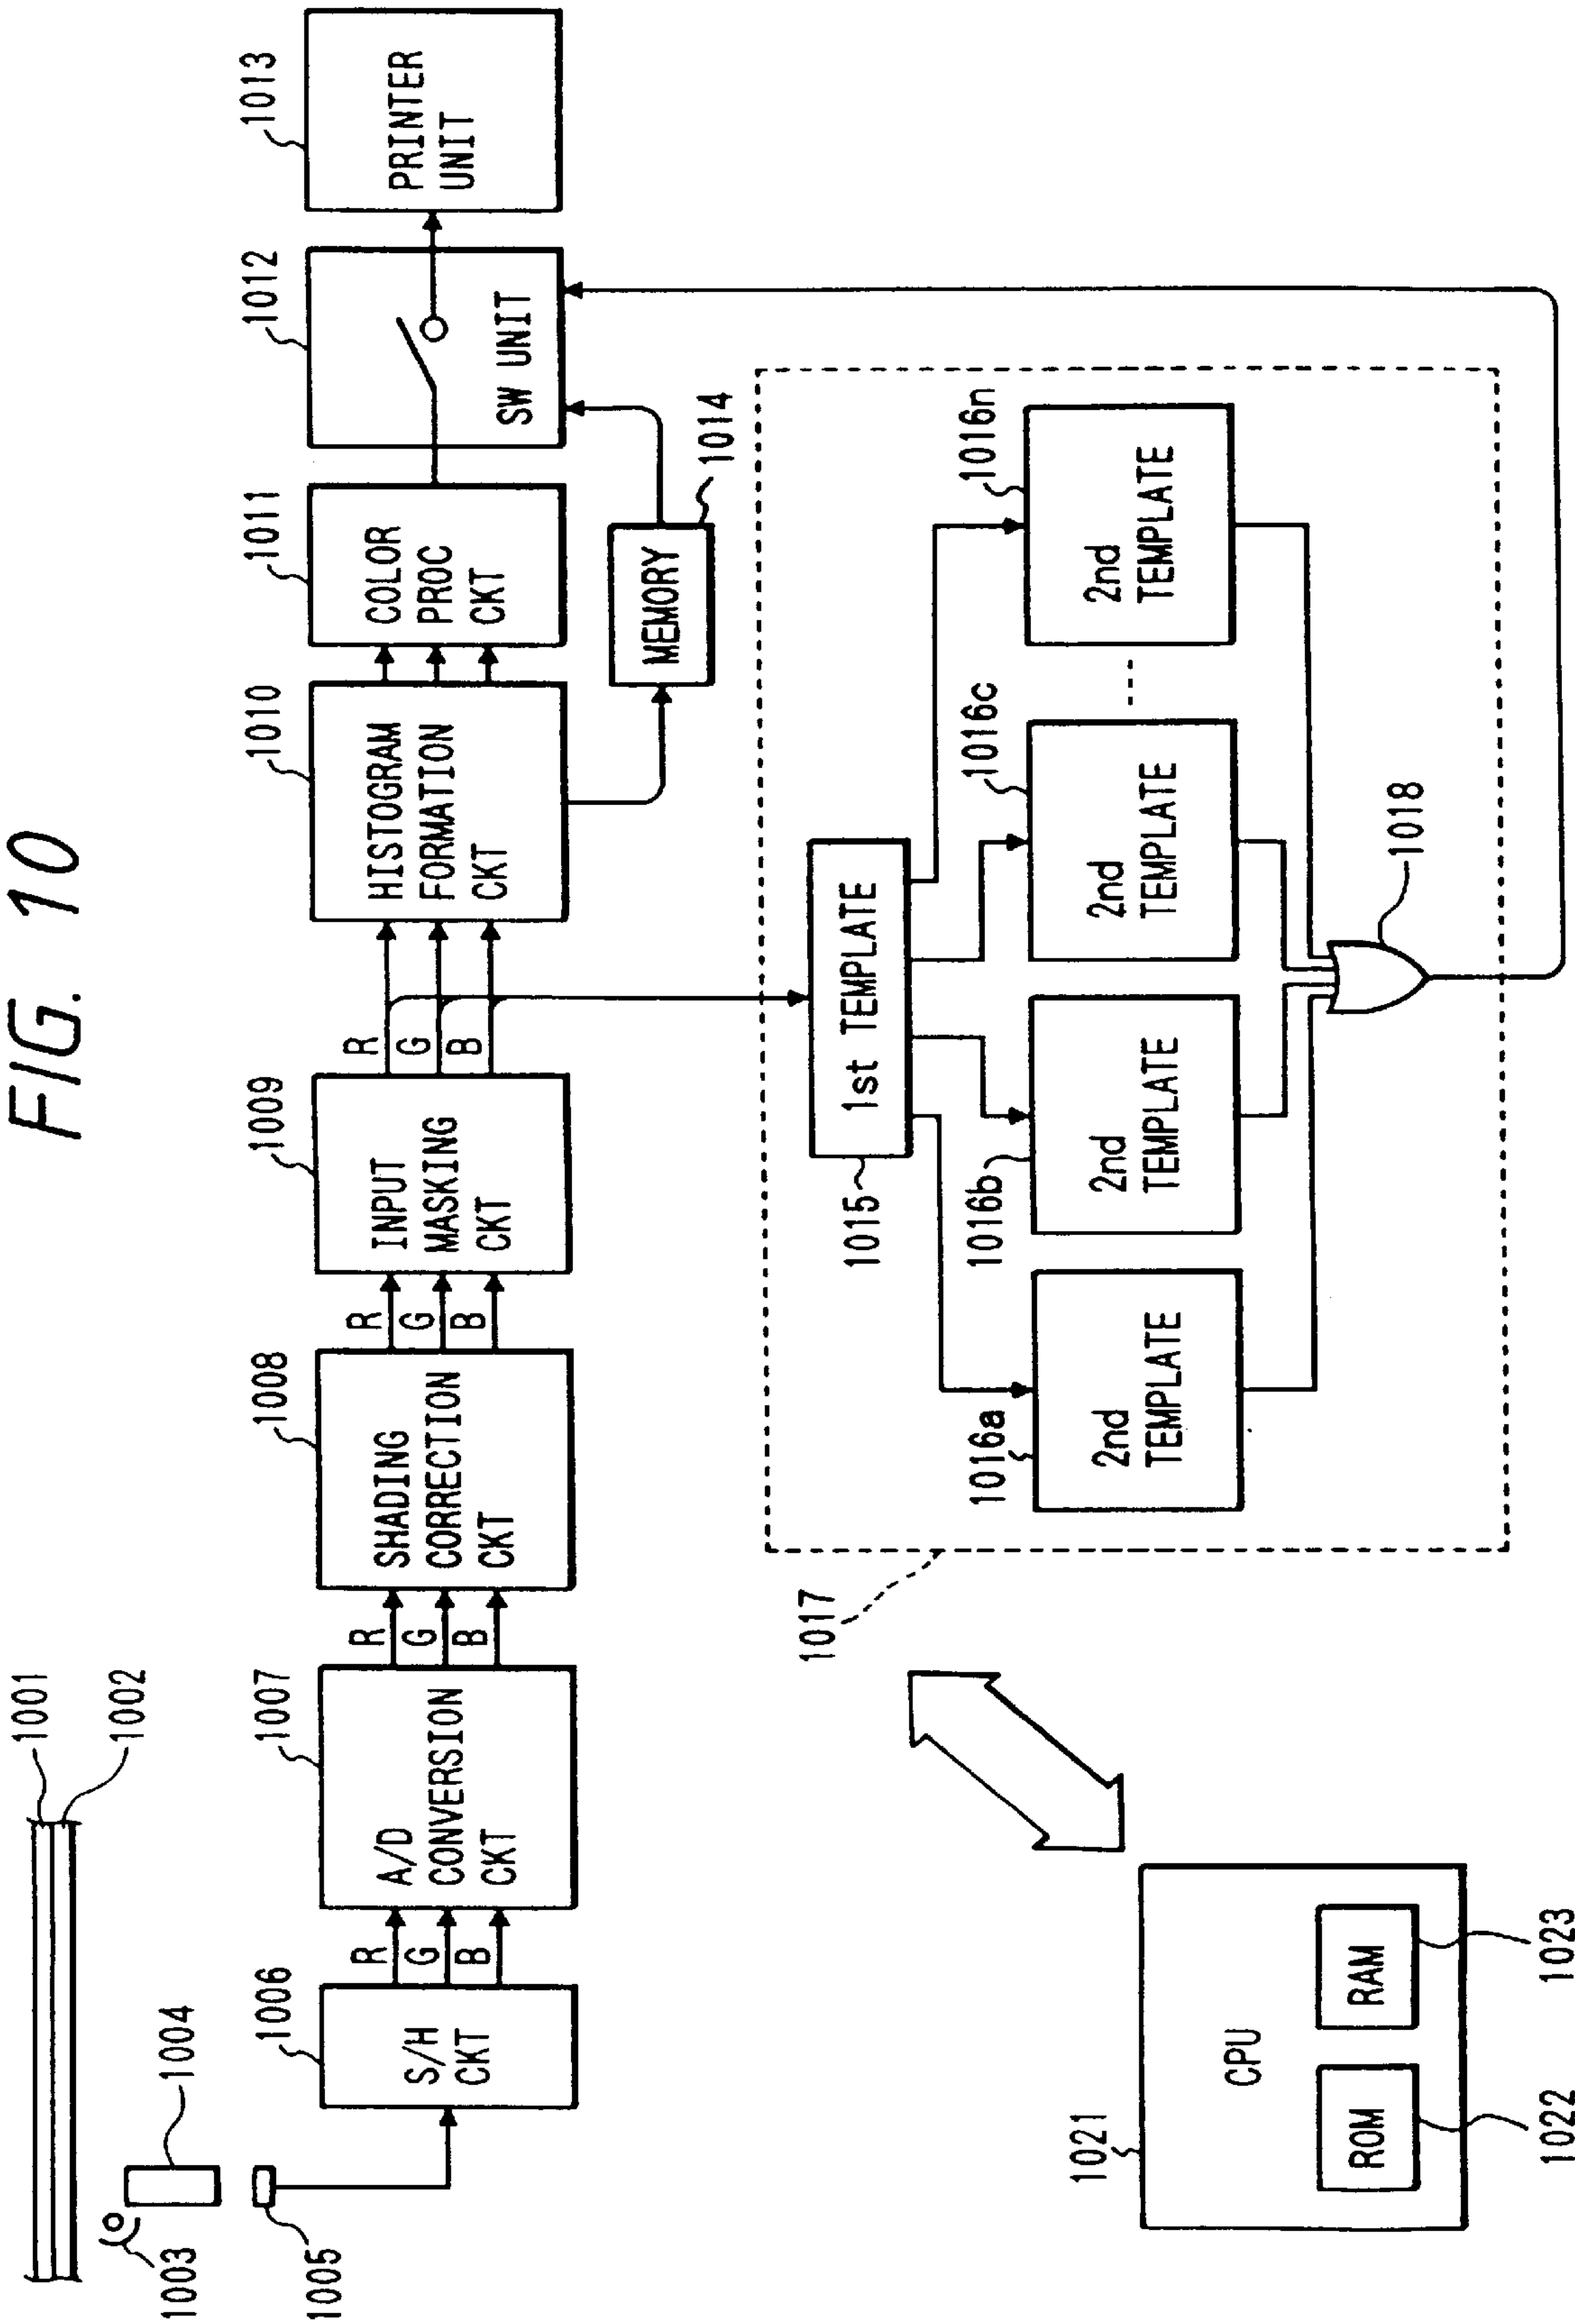 FIG. 10
1001
1002
1003
1004
1005
1006
S/H
CKT
R
G
B
1007
A/D
CONVERSION
CKT
R
G
B
1008
SHADING
CORRECTION
CKT
R
G
B
1009
INPUT
MASKING
CKT
R
G
B
1010
HISTOGRAM
FORMATION
CKT
1011
COLOR
PROC
CKT
1012
SW UNIT
1013
PRINTER
UNIT
MEMORY
1014
1017
1015
1st TEMPLATE
1016a
2nd
TEMPLATE
1016b
2nd
TEMPLATE
1016c
2nd
TEMPLATE
1016n
2nd
TEMPLATE
1018
1021
CPU
ROM
RAM
1022
1023